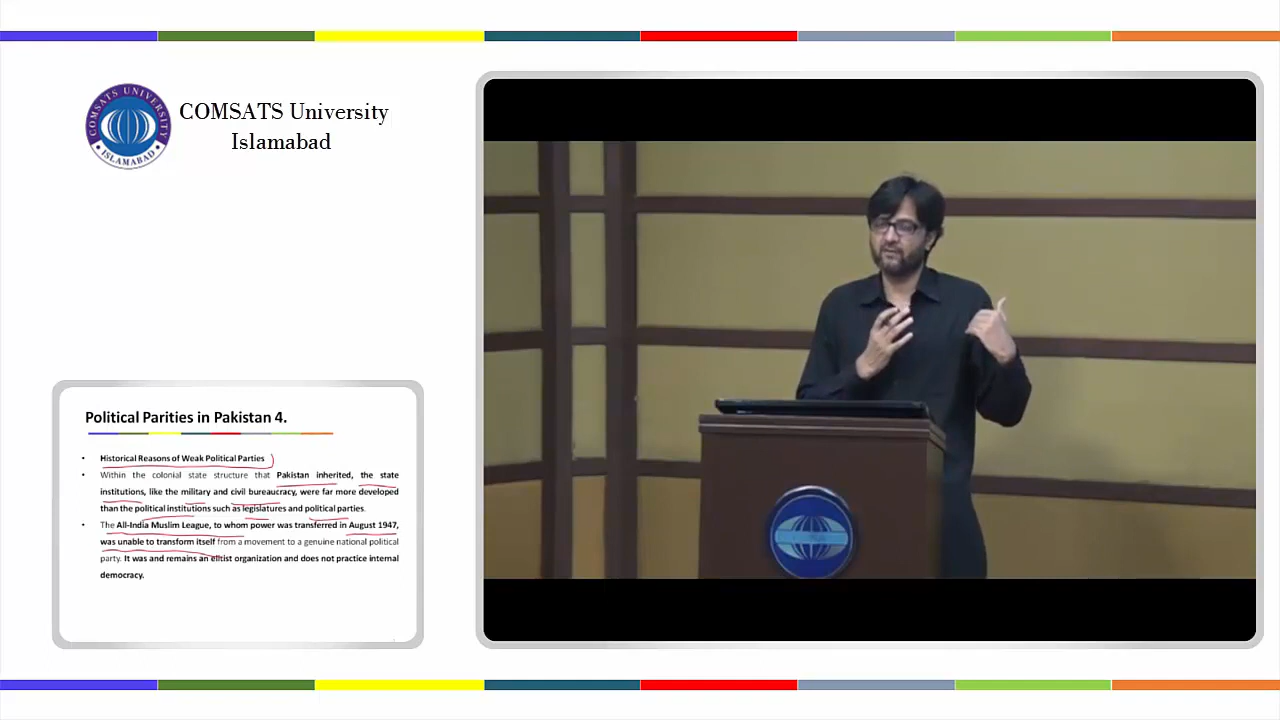 COMSATS UNIVERSITY
• ISLAMABAD •
COMSATS University
Islamabad
Political Parities in Pakistan 4.
• Historical Reasons of Weak Political Parties
• Within the colonial state structure that Pakistan inherited, the state
institutions, like the military and civil bureaucracy, were far more developed
than the political institutions such as legislatures and political parties.
• The All-India Muslim League, to whom power was transferred in August 1947,
was unable to transform itself from a movement to a genuine national political
party. It was and remains an elitist organization and does not practice internal
democracy.